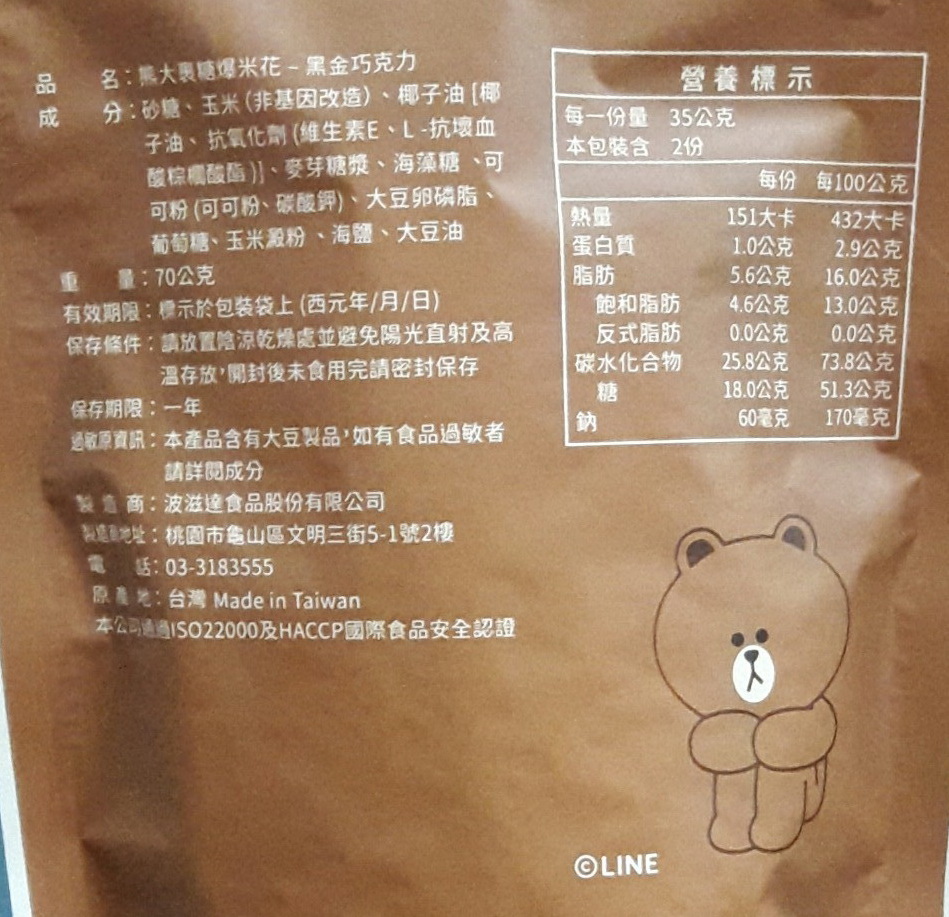 品名：熊大裹糖爆米花－黑金巧克力
成分：砂糖、玉米(非基因改造)、椰子油[椰
子油、抗氧化劑(維生素E、L-抗壞血
酸棕櫚酸酯)]、麥芽糖漿、海藻糖、可
可粉(可可粉、碳酸鉀)、大豆卵磷脂、
葡萄糖、玉米澱粉、海鹽、大豆油
重量：70公克
有效期限：標示於包裝袋上(西元年/月/日)
保存條件：請放置陰涼乾燥處並避免陽光直射及高
溫存放，開封後未食用完請密封保存
保存期限：一年
過敏原資訊：本產品含有大豆製品，如有食品過敏者
請詳閱成分
製造商：波滋達食品股份有限公司
製造商地址：桃園市龜山區文明三街5-1號2樓
電話：03-3183555
原產地：台灣 Made in Taiwan
本公司通過ISO22000及HACCP國際食品安全認證
營養標示
每一份量 35公克
本包裝含 2份
每份 每100公克
熱量 151大卡 432大卡
蛋白質 1.0公克 2.9公克
脂肪 5.6公克 16.0公克
飽和脂肪 4.6公克 13.0公克
反式脂肪 0.0公克 0.0公克
碳水化合物 25.8公克 73.8公克
糖 18.0公克 51.3公克
鈉 60毫克 170毫克
©LINE